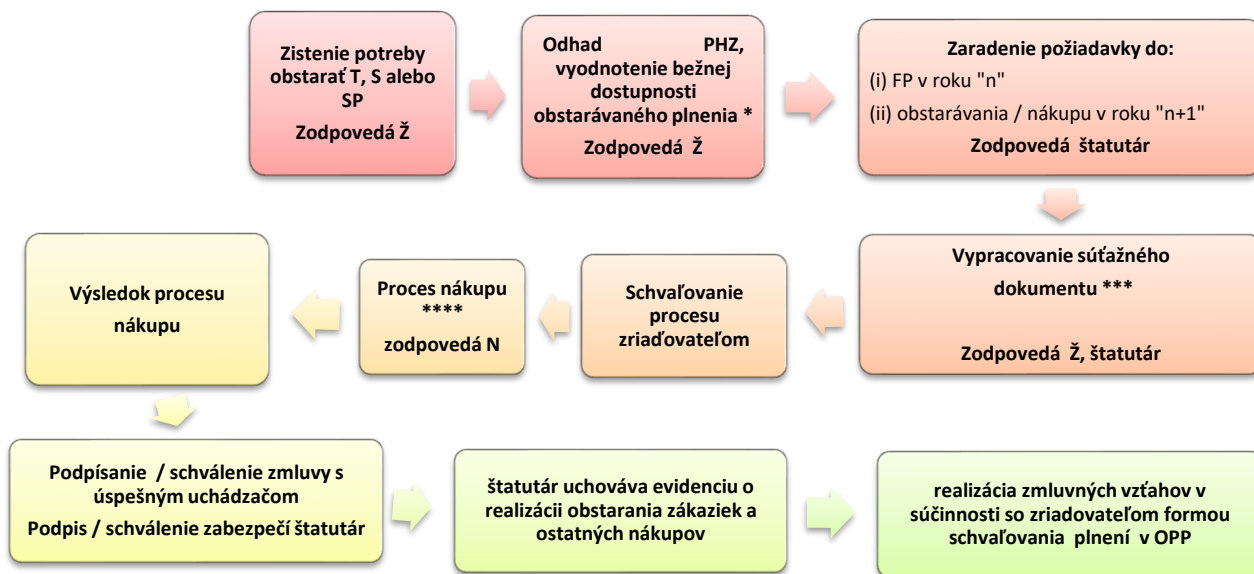 Zistenie potreby
obstarať T, S alebo
SP
Zodpovedá Ž
Odhad PHZ,
vyodnotenie bežnej
dostupnosti
obstarávaného plnenia *
Zodpovedá Ž
Zaradenie požiadavky do:
(i) FP v roku "n"
(ii) obstarávania / nákupu v roku "n+1"
Zodpovedá štatutár
Vypracovanie súťažného
dokumentu ***
Zodpovedá Ž, štatutár
Schvaľovanie
procesu
zriaďovateľom
Proces nákupu
****
zodpovedá N
Výsledok procesu
nákupu
Podpísanie / schválenie zmluvy s
úspešným uchádzačom
Podpis / schválenie zabezpečí štatutár
štatutár uchováva evidenciu o
realizácii obstarania zákaziek a
ostatných nákupov
realizácia zmluvných vzťahov v
súčinnosti so zriadovateľom formou
schvaľovania plnení v OPP